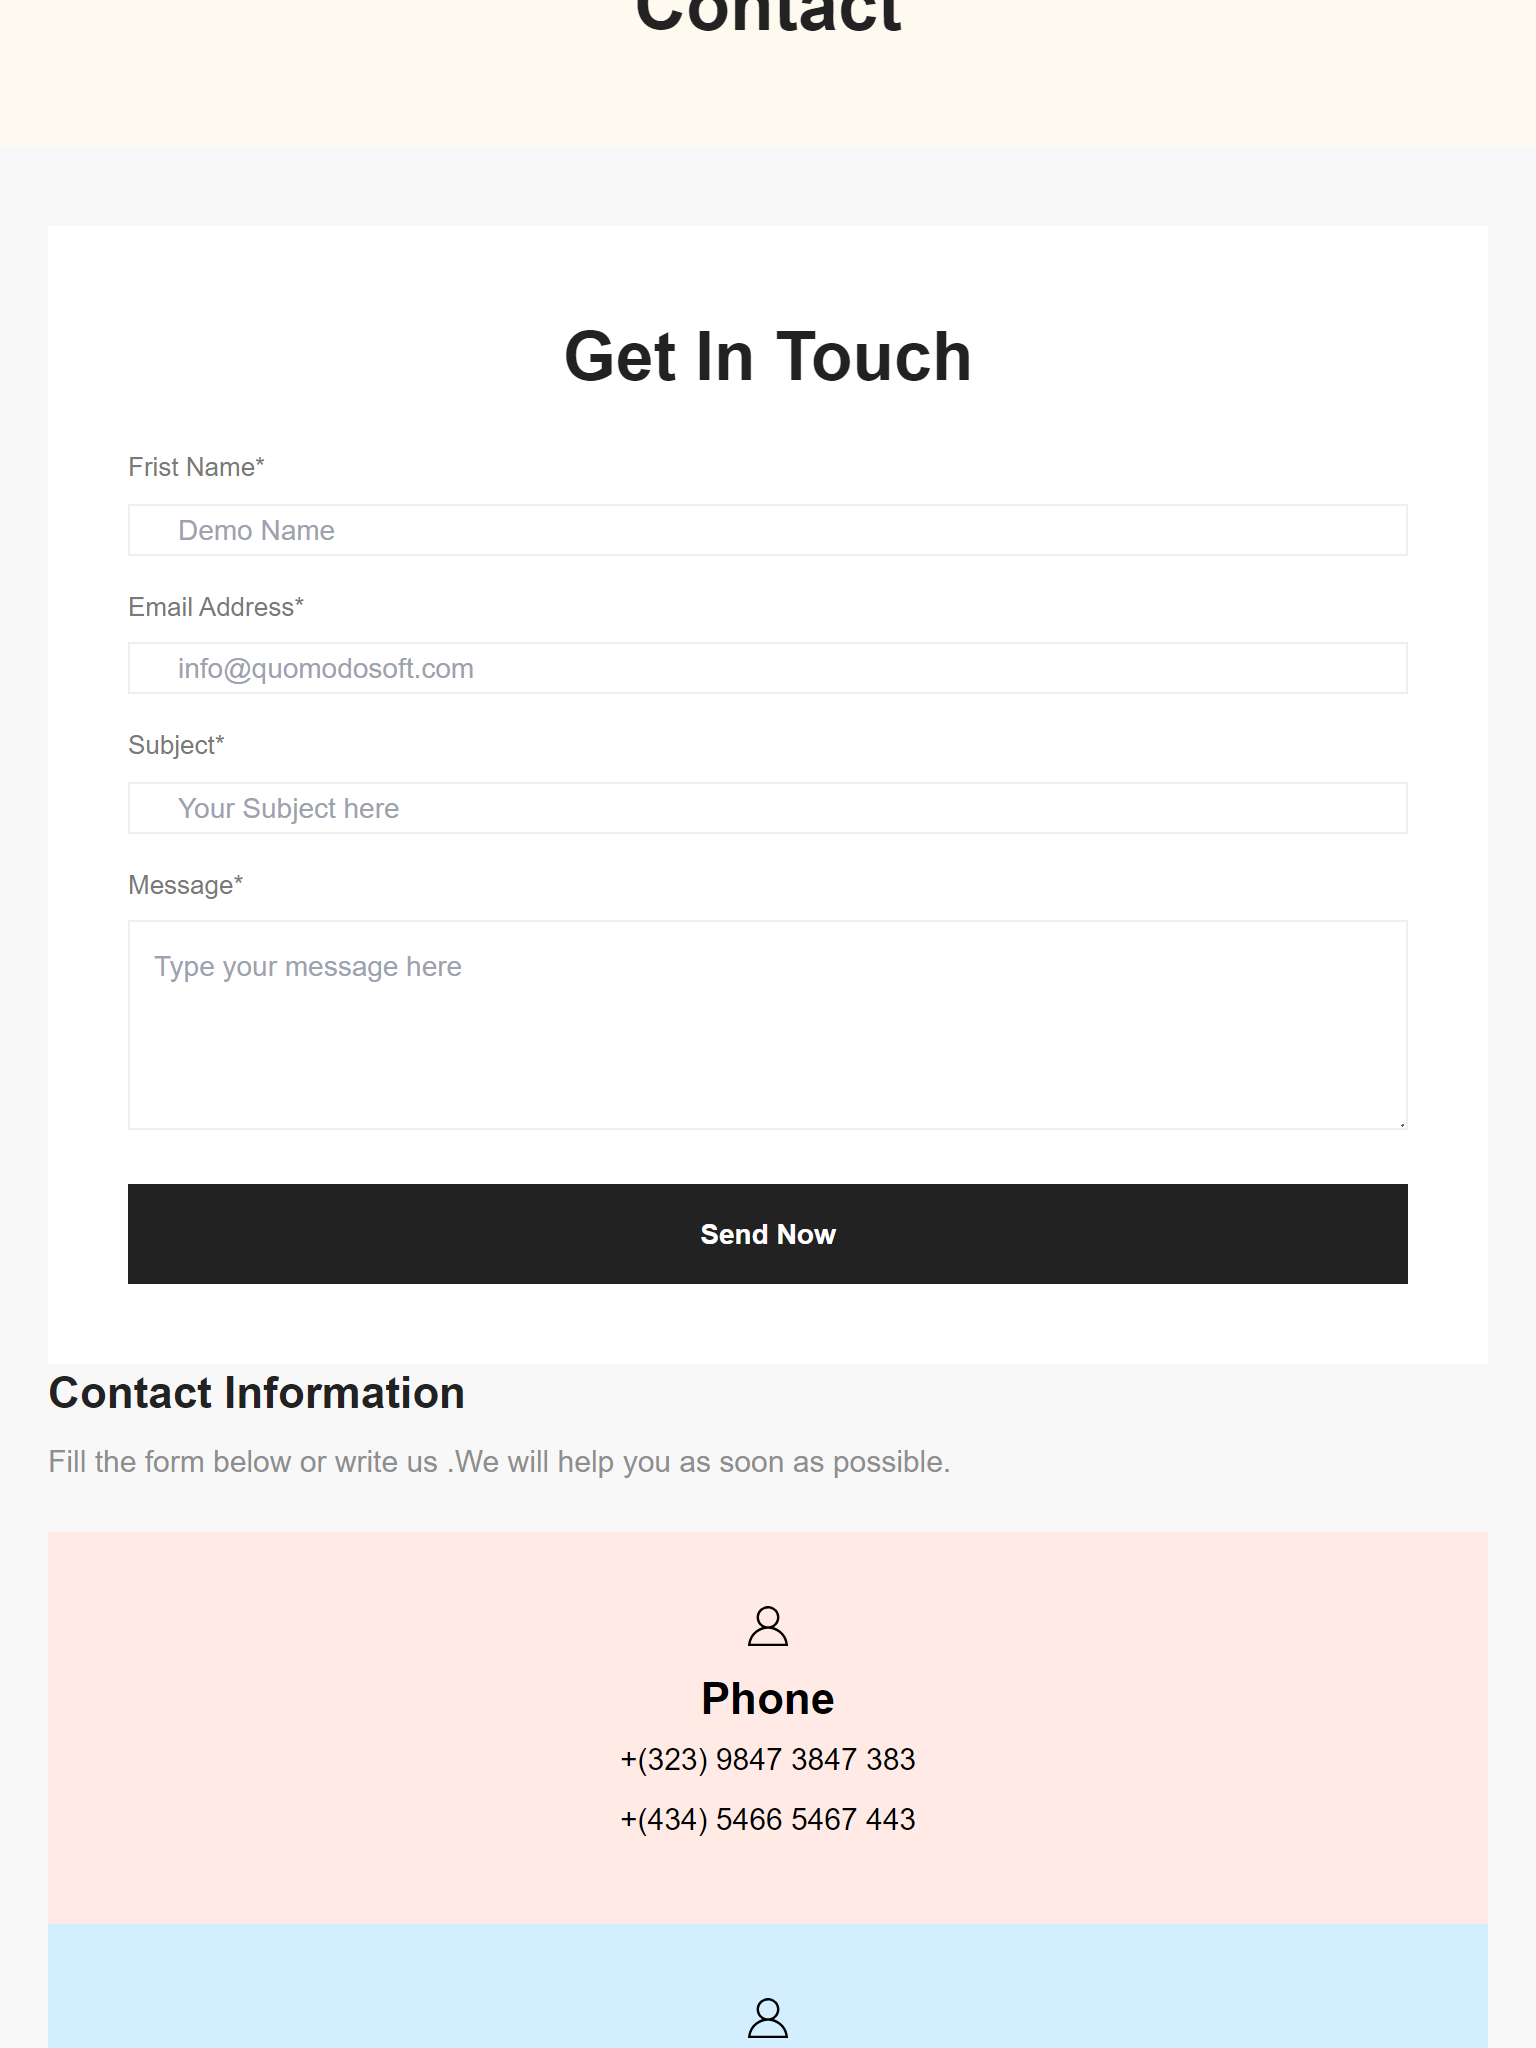 Contact
Get In Touch
Frist Name*
Demo Name
Email Address*
info@quomodosoft.com
Subject*
Your Subject here
Message*
Type your message here
Send Now
Contact Information
Fill the form below or write us .We will help you as soon as possible.
Phone
+(323) 9847 3847 383
+(434) 5466 5467 443